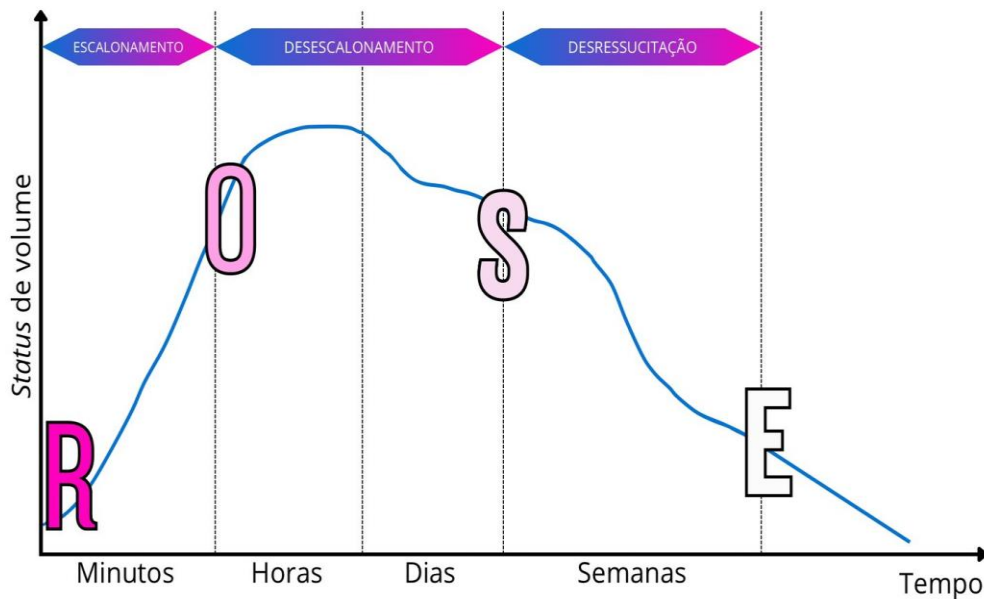 ESCALONAMENTO
DESESCALONAMENTO
DESRESSUCITAÇÃO
Status de volume
R
O
S
E
Minutos
Horas
Dias
Semanas
Tempo